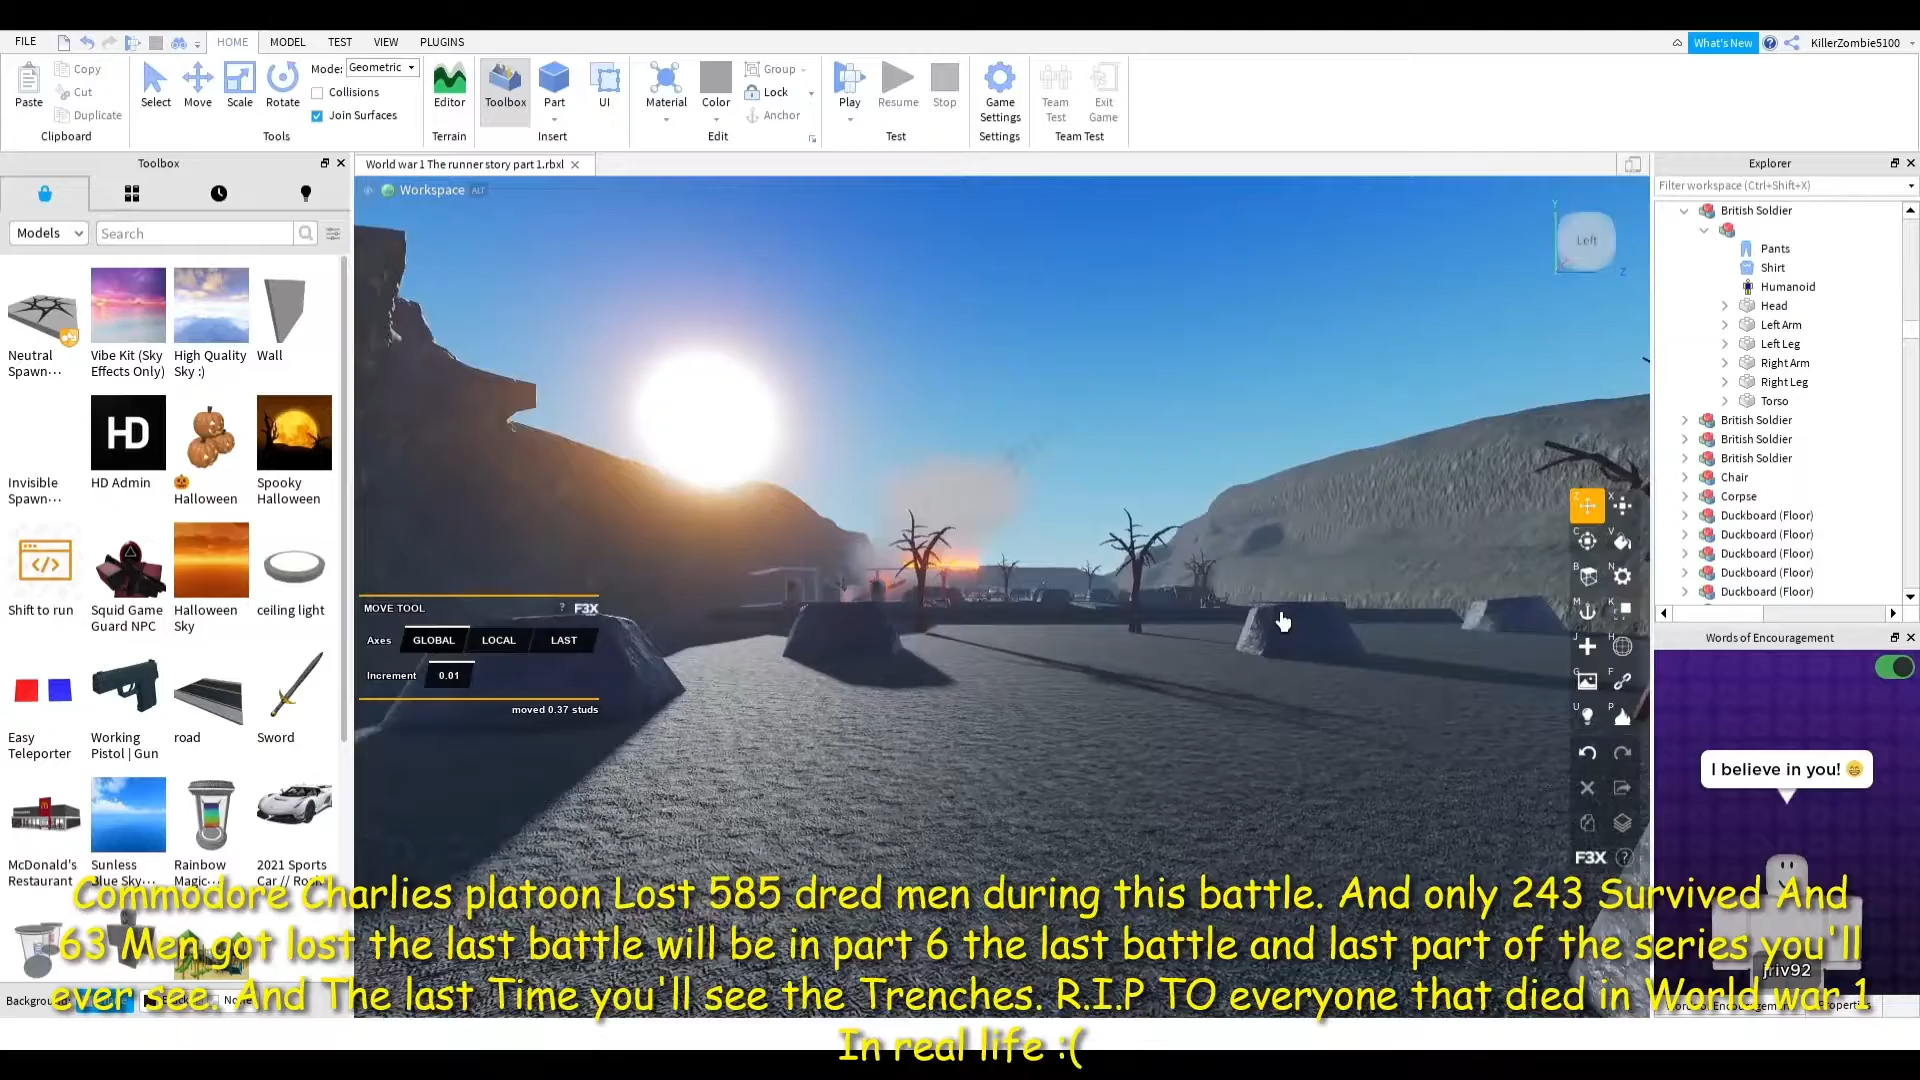 FILE HOME MODEL TEST VIEW PLUGINS What's New KillerZombie5100
Paste Copy Cut Duplicate Clipboard
Select Move Scale Rotate Mode: Geometric Collisions Join Surfaces Tools
Editor Terrain
Toolbox Part UI Insert
Material Color Group Lock Anchor Edit
Play Resume Stop Test
Game Settings Settings
Team Test Exit Game Team Test
Toolbox
Models Search
Neutral Spawn... Vibe Kit (Sky Effects Only) High Quality Sky :) Wall
HD
Invisible Spawn... HD Admin Halloween Spooky Halloween
Shift to run Squid Game Guard NPC Halloween Sky ceiling light
Easy Teleporter Working Pistol | Gun road Sword
McDonald's Restaurant Sunless Blue Sky... Rainbow Magic... 2021 Sports Car //
World war 1 The runner story part 1.rbxl
Workspace ALT
Y
Left
Z
MOVE TOOL ? F3X
Axes GLOBAL LOCAL LAST
Increment 0.01
moved 0.37 studs
Z X
C V
B N
M K
J H
G F
U P
F3X ?
Explorer
Filter workspace (Ctrl+Shift+X)
British Soldier
Pants
Shirt
Humanoid
Head
Left Arm
Left Leg
Right Arm
Right Leg
Torso
British Soldier
British Soldier
British Soldier
Chair
Corpse
Duckboard (Floor)
Duckboard (Floor)
Duckboard (Floor)
Duckboard (Floor)
Duckboard (Floor)
Words of Encouragement
I believe in you!
jriv92
Commodore Charlies platoon Lost 585 dred men during this battle. And only 243 Survived And
63 Men got lost the last battle will be in part 6 the last battle and last part of the series you'll
ever see. And The last Time you'll see the Trenches. R.I.P TO everyone that died in World war 1
In real life :(